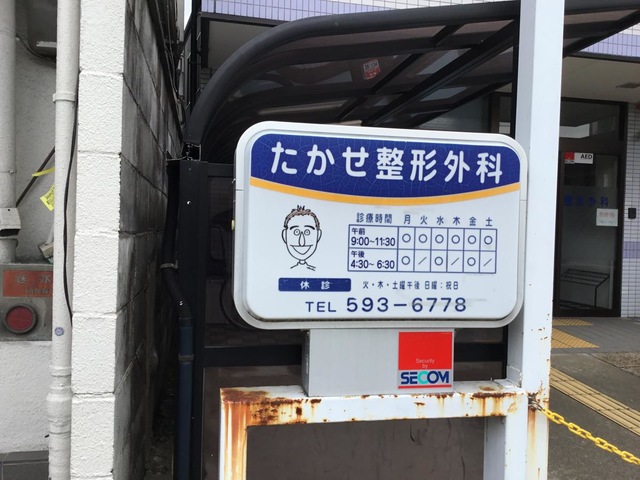 たかせ整形外科
診療時間 月 火 水 木 金 土
午前 9:00〜11:30 ○ ○ ○ ○ ○ ○
午後 4:30〜6:30 ○ / ○ / ○ /
休診 火・木・土曜午後 日曜:祝日
TEL 593-6778
Security by
SECOM
AED